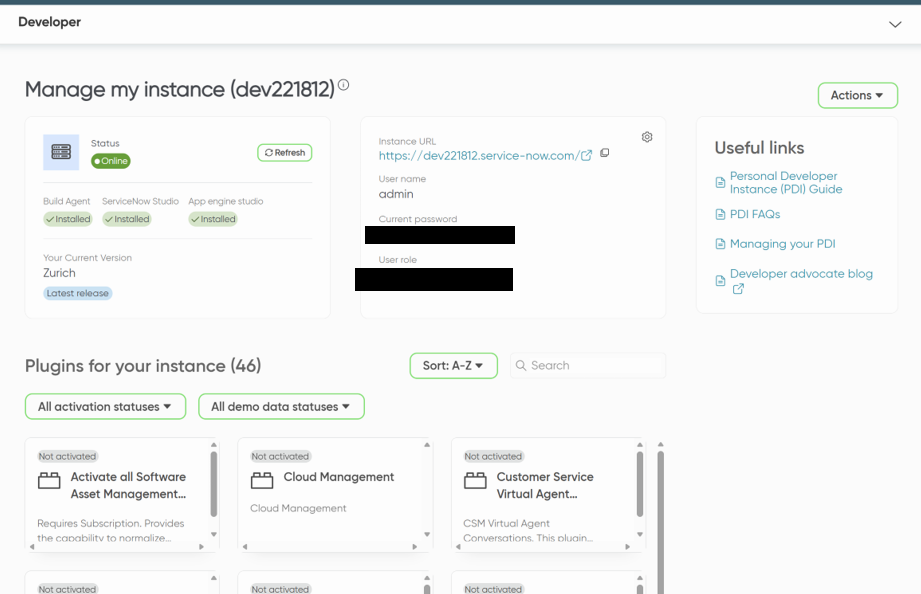 Developer
Manage my instance (dev221812)
Actions
Status
Online
Refresh
Build Agent ServiceNow Studio App engine studio
Installed Installed Installed
Your Current Version
Zurich
Latest release
Instance URL
https://dev221812.service-now.com/
User name
admin
Current password
User role
Useful links
Personal Developer
Instance (PDI) Guide
PDI FAQs
Managing your PDI
Developer advocate blog
Plugins for your instance (46)
Sort: A-Z
Search
All activation statuses
All demo data statuses
Not activated
Activate all Software
Asset Management...
Requires Subscription. Provides
the capability to normalize...
Not activated
Cloud Management
Cloud Management
Not activated
Customer Service
Virtual Agent...
CSM Virtual Agent
Conversations. This plugin...
Not activated
Not activated
Not activated